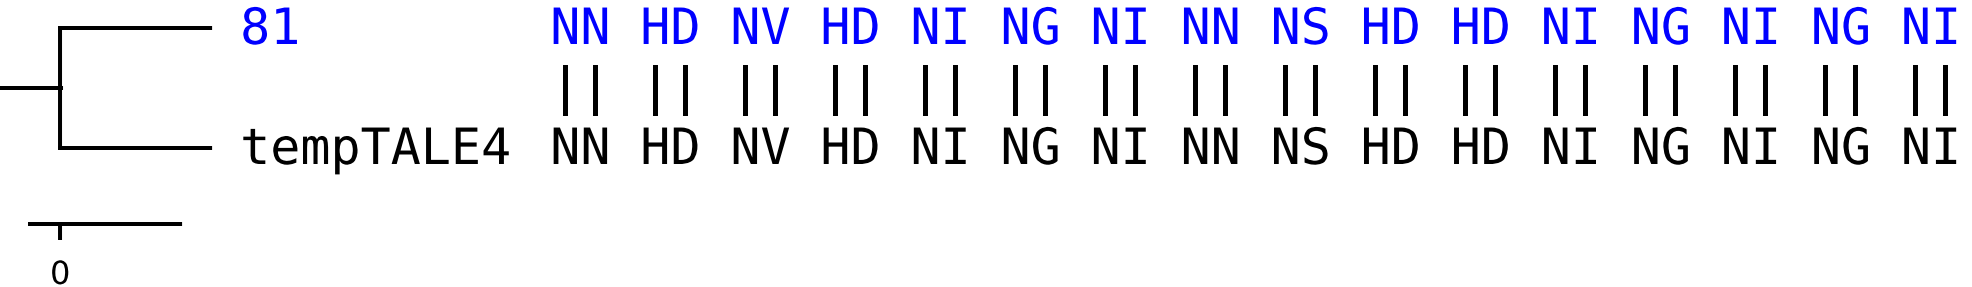 81 NN HD NV HD NI NG NI NN NS HD HD NI NG NI NG NI
tempTALE4 NN HD NV HD NI NG NI NN NS HD HD NI NG NI NG NI
0